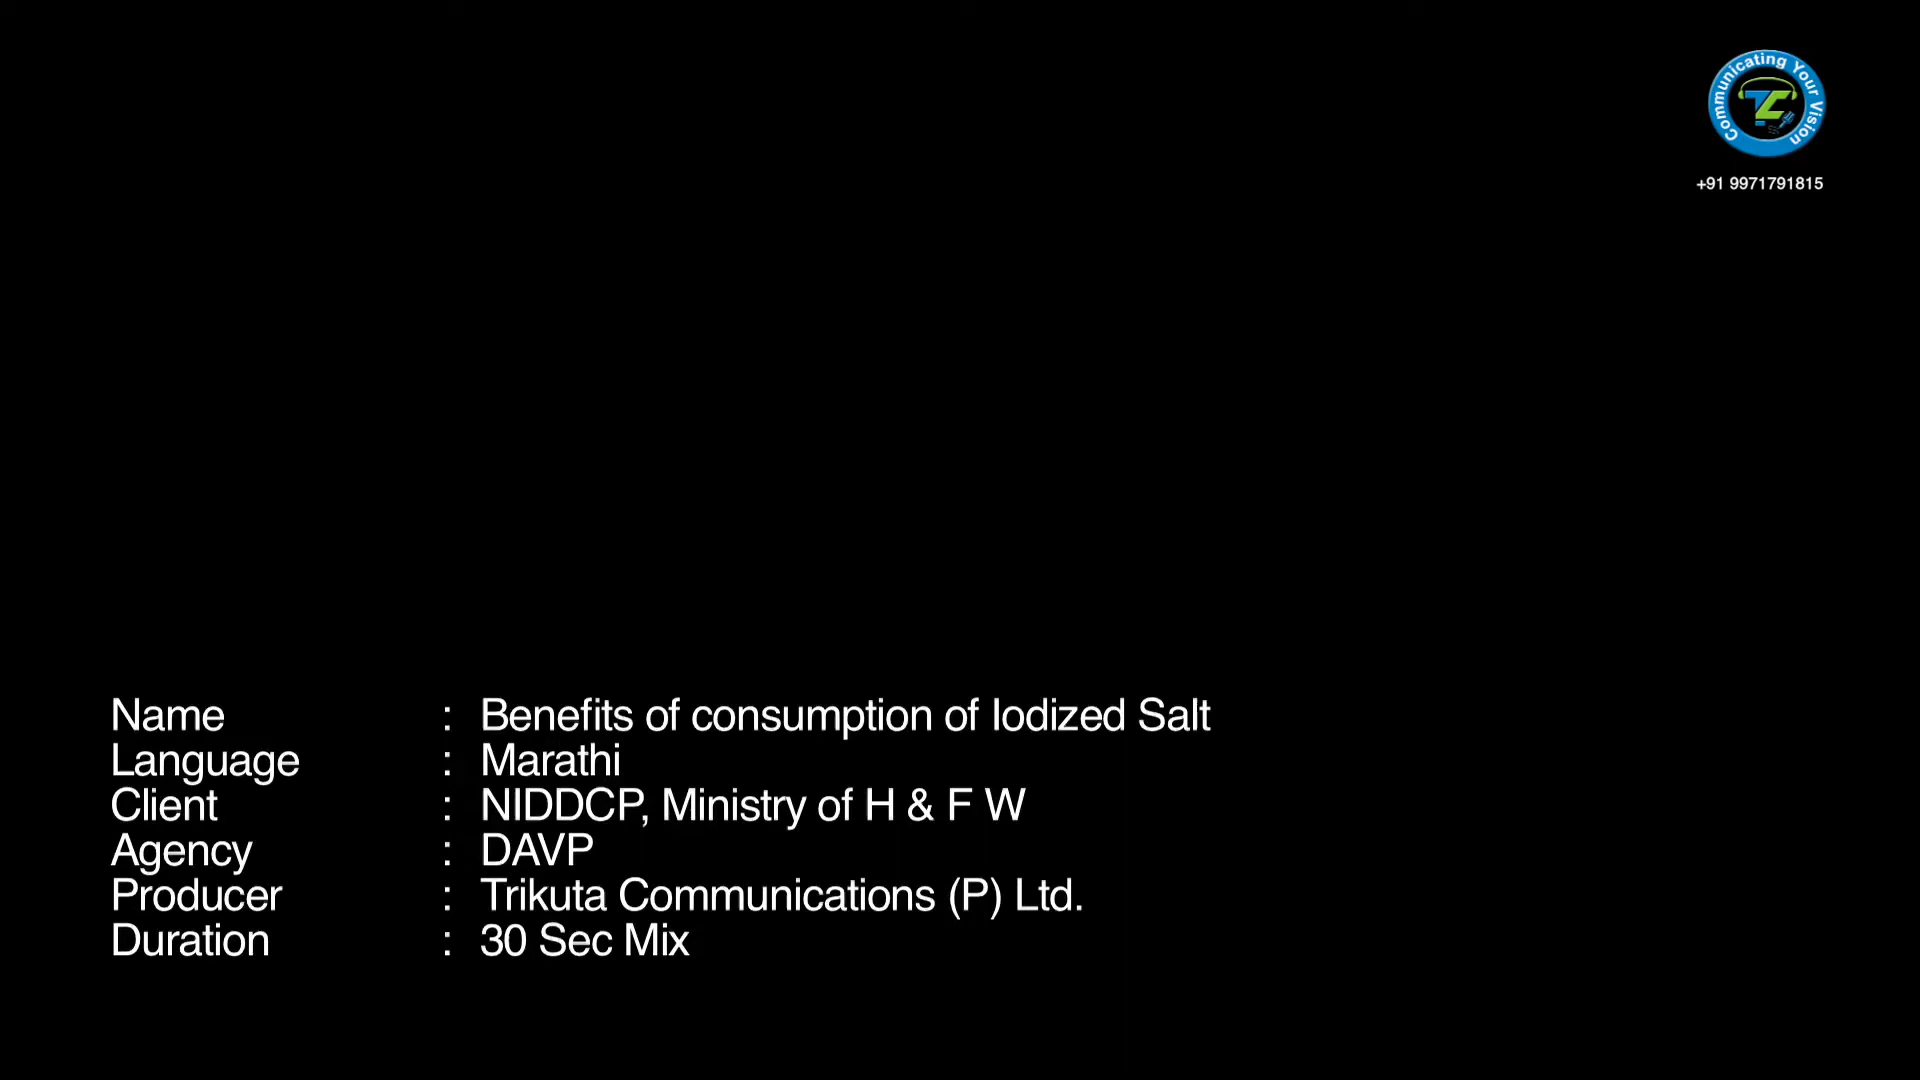 Communicating Your Vision
TC
+91 9971791815
Name : Benefits of consumption of Iodized Salt
Language : Marathi
Client : NIDDCP, Ministry of H & F W
Agency : DAVP
Producer : Trikuta Communications (P) Ltd.
Duration : 30 Sec Mix